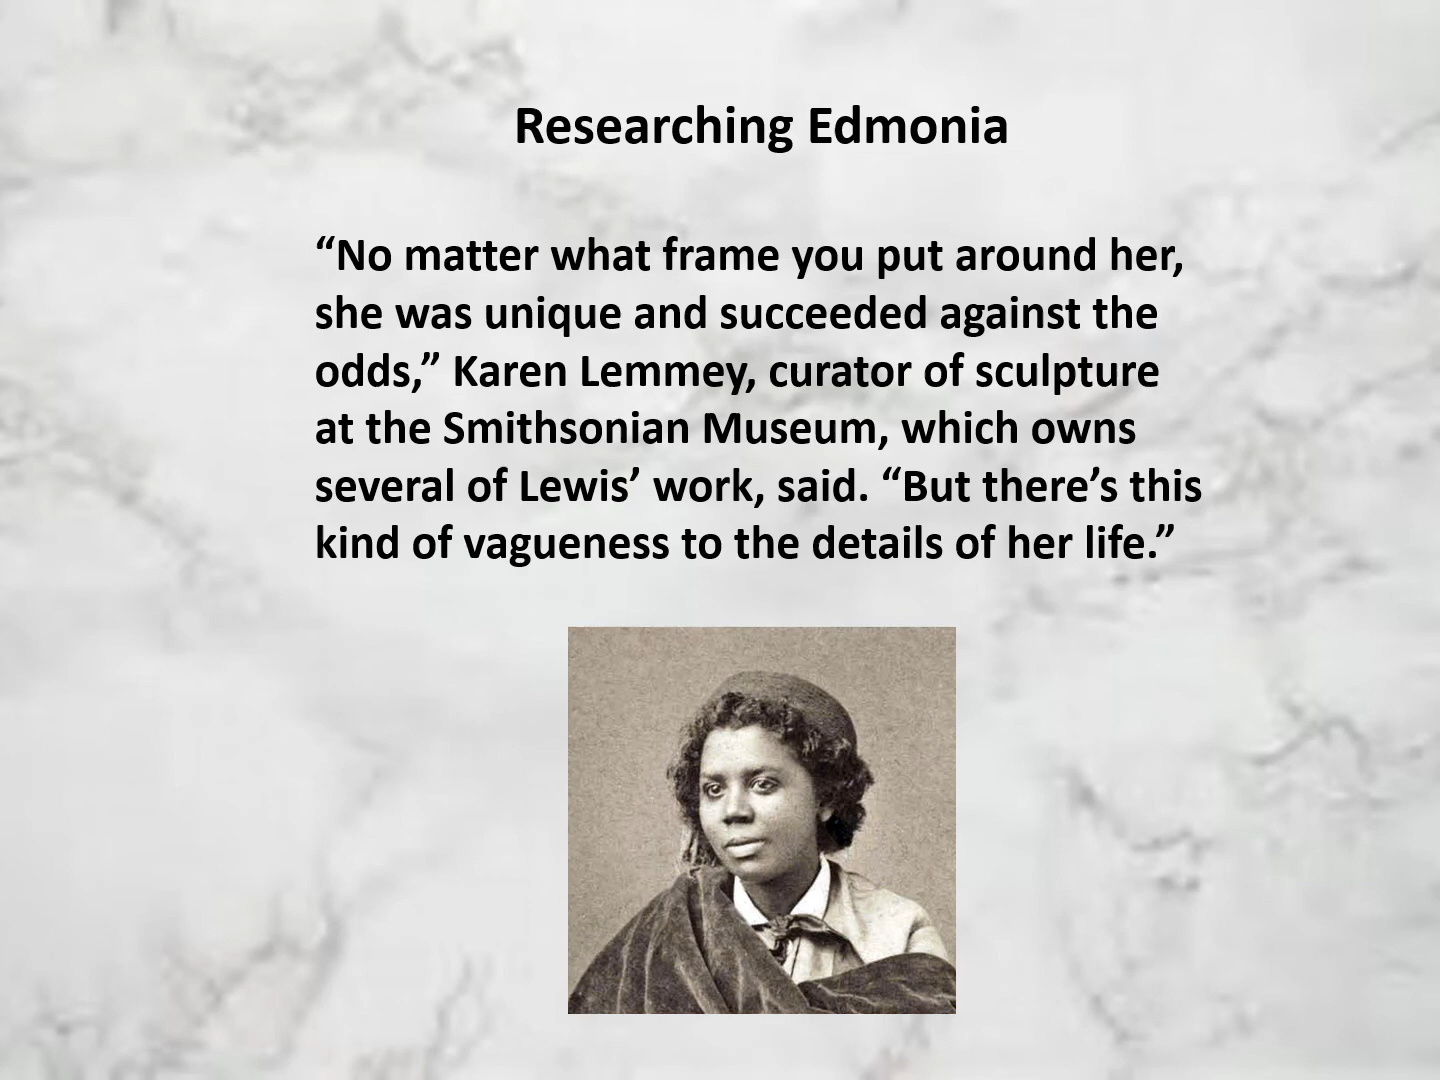 Researching Edmonia
“No matter what frame you put around her,
she was unique and succeeded against the
odds,” Karen Lemmey, curator of sculpture
at the Smithsonian Museum, which owns
several of Lewis’ work, said. “But there’s this
kind of vagueness to the details of her life.”